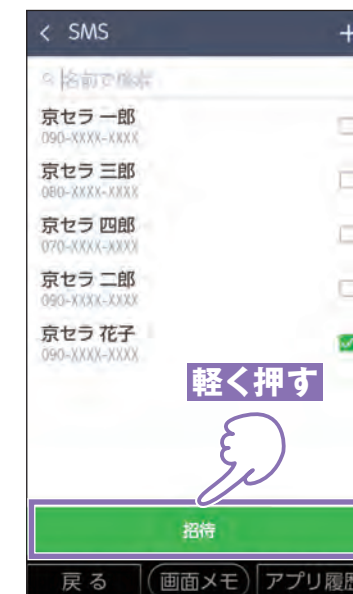 < SMS +
名前で検索
京セラ 一郎
090-XXXX-XXXX
京セラ 三郎
080-XXXX-XXXX
京セラ 四郎
070-XXXX-XXXX
京セラ 二郎
090-XXXX-XXXX
京セラ 花子
090-XXXX-XXXX
軽く押す
招待
戻る 画面メモ アプリ履歴